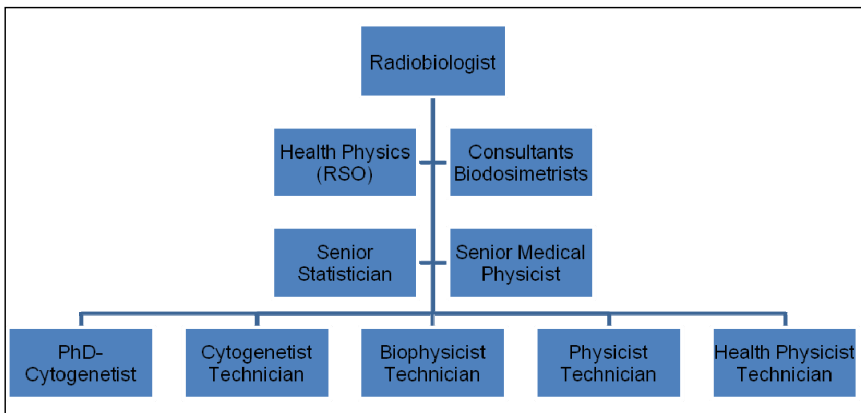 Radiobiologist
Health Physics
(RSO)
Consultants
Biodosimetrists
Senior
Statistician
Senior Medical
Physicist
PhD-
Cytogenetist
Cytogenetist
Technician
Biophysicist
Technician
Physicist
Technician
Health Physicist
Technician